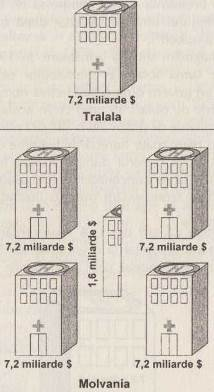 7,2 miliarde $
Tralala
7,2 miliarde $
7,2 miliarde $
1,6 miliarde $
7,2 miliarde $
7,2 miliarde $
Molvania